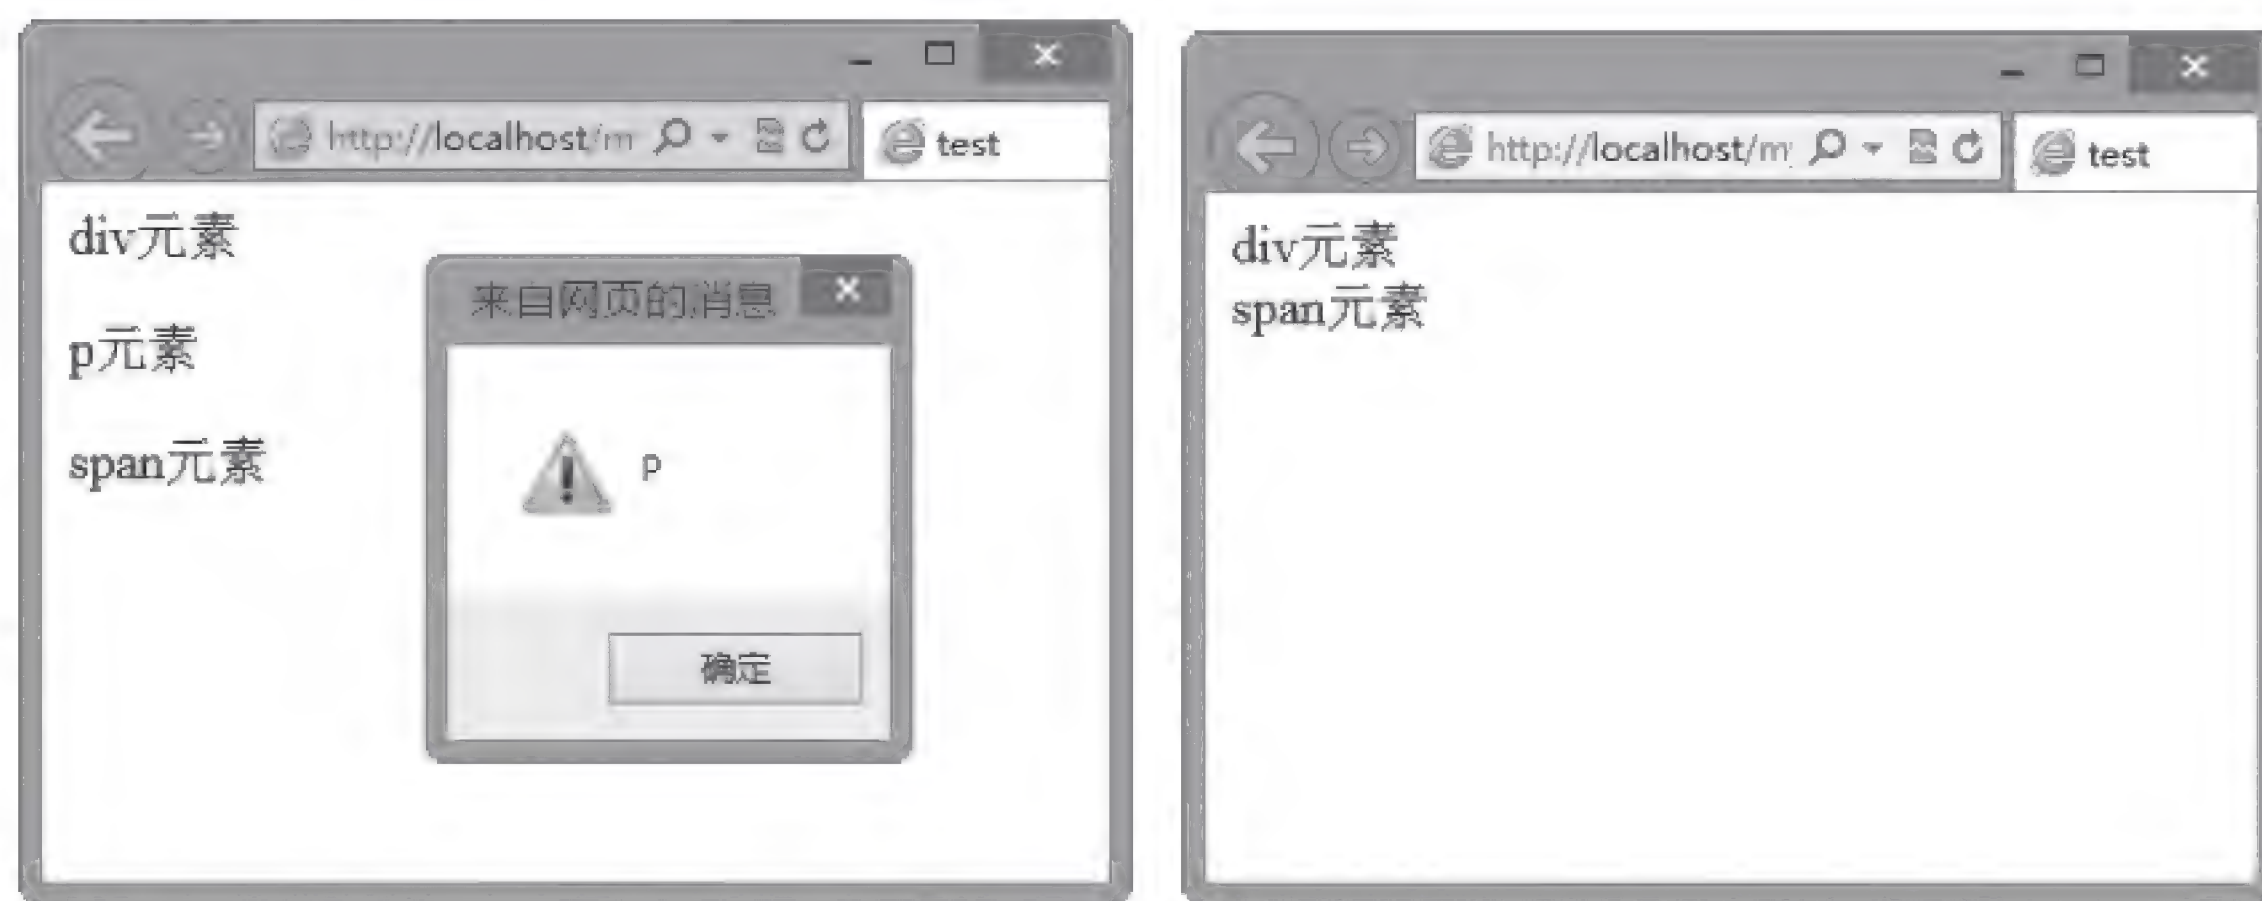 http://localhost/m
test
div元素
p元素
span元素
来自网页的消息
p
确定
http://localhost/my
test
div元素
span元素